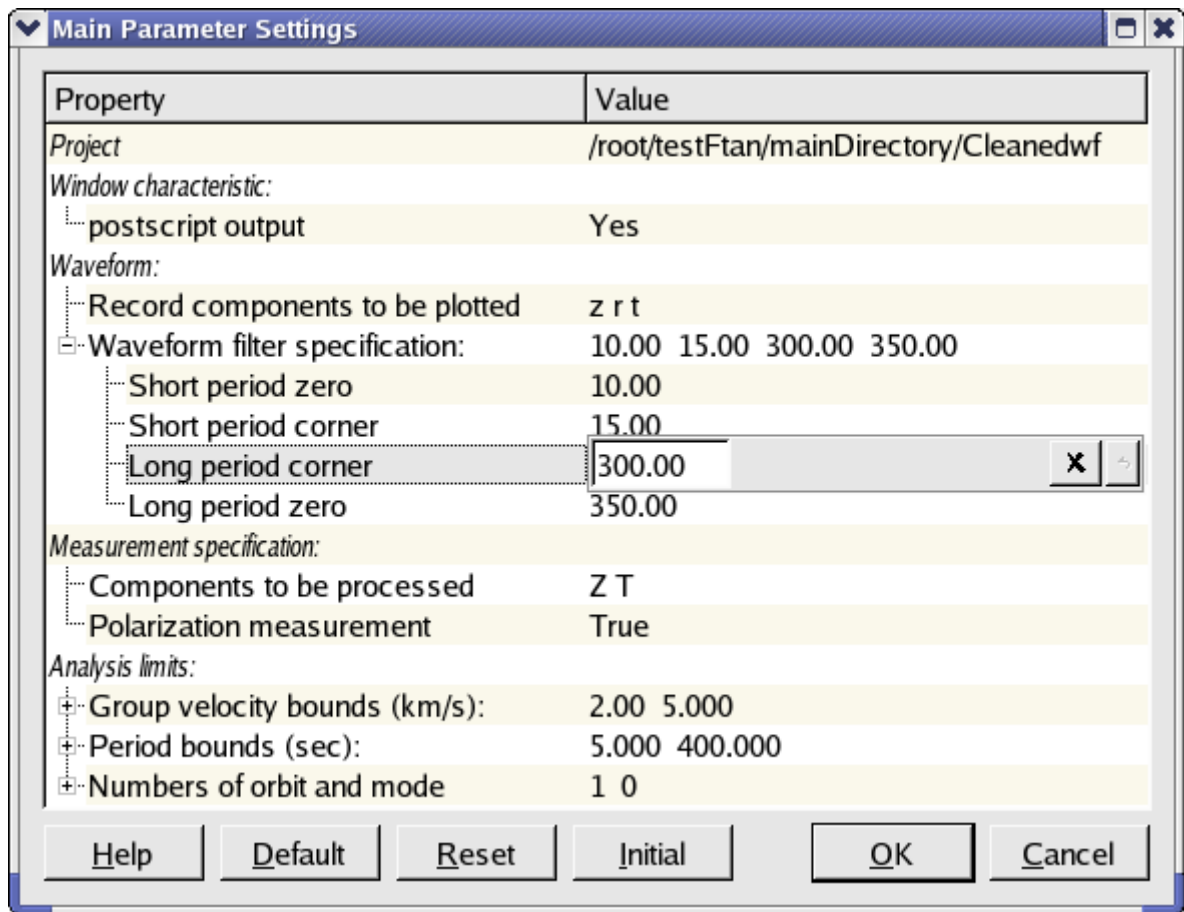 Main Parameter Settings
Property Value
Project /root/testFtan/mainDirectory/Cleanedwf
Window characteristic:
postscript output Yes
Waveform:
Record components to be plotted z r t
Waveform filter specification: 10.00 15.00 300.00 350.00
Short period zero 10.00
Short period corner 15.00
Long period corner 300.00
Long period zero 350.00
Measurement specification:
Components to be processed Z T
Polarization measurement True
Analysis limits:
Group velocity bounds (km/s): 2.00 5.000
Period bounds (sec): 5.000 400.000
Numbers of orbit and mode 1 0
Help Default Reset Initial OK Cancel